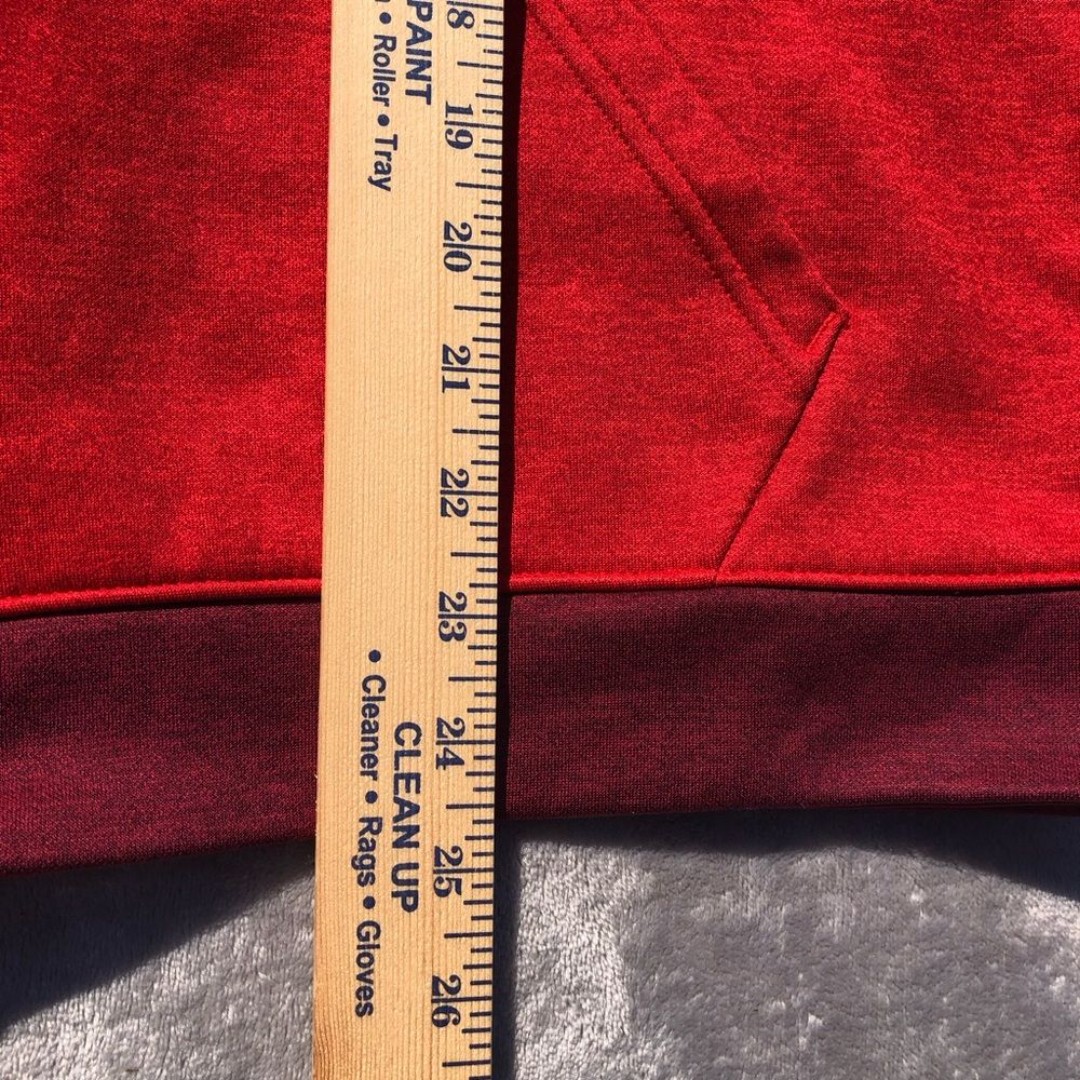 PAINT
• Roller • Tray
18
19
20
21
22
23
24
25
26
CLEAN UP
• Cleaner • Rags • Gloves